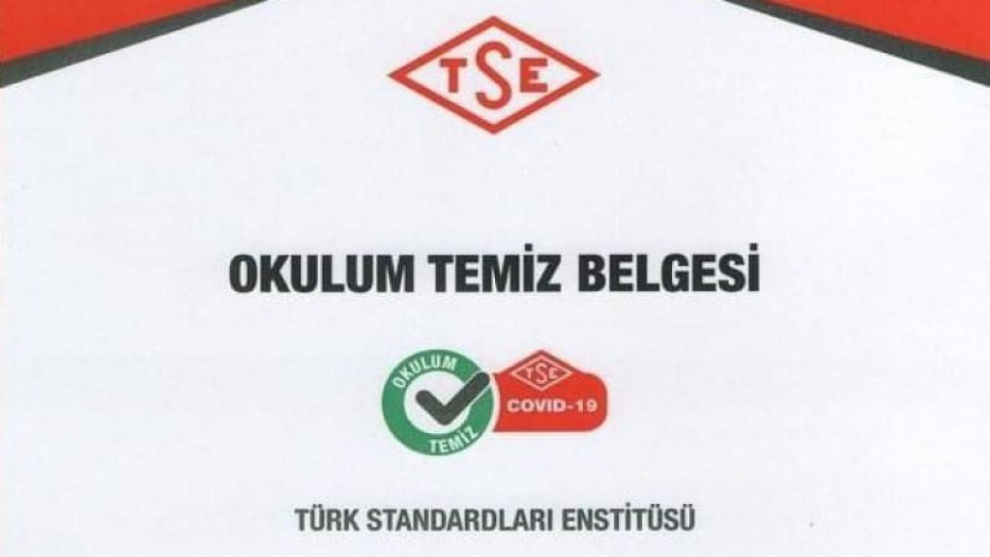 TSE
OKULUM TEMİZ BELGESİ
OKULUM
TEMİZ
TSE
COVID-19
TÜRK STANDARDLARI ENSTİTÜSÜ